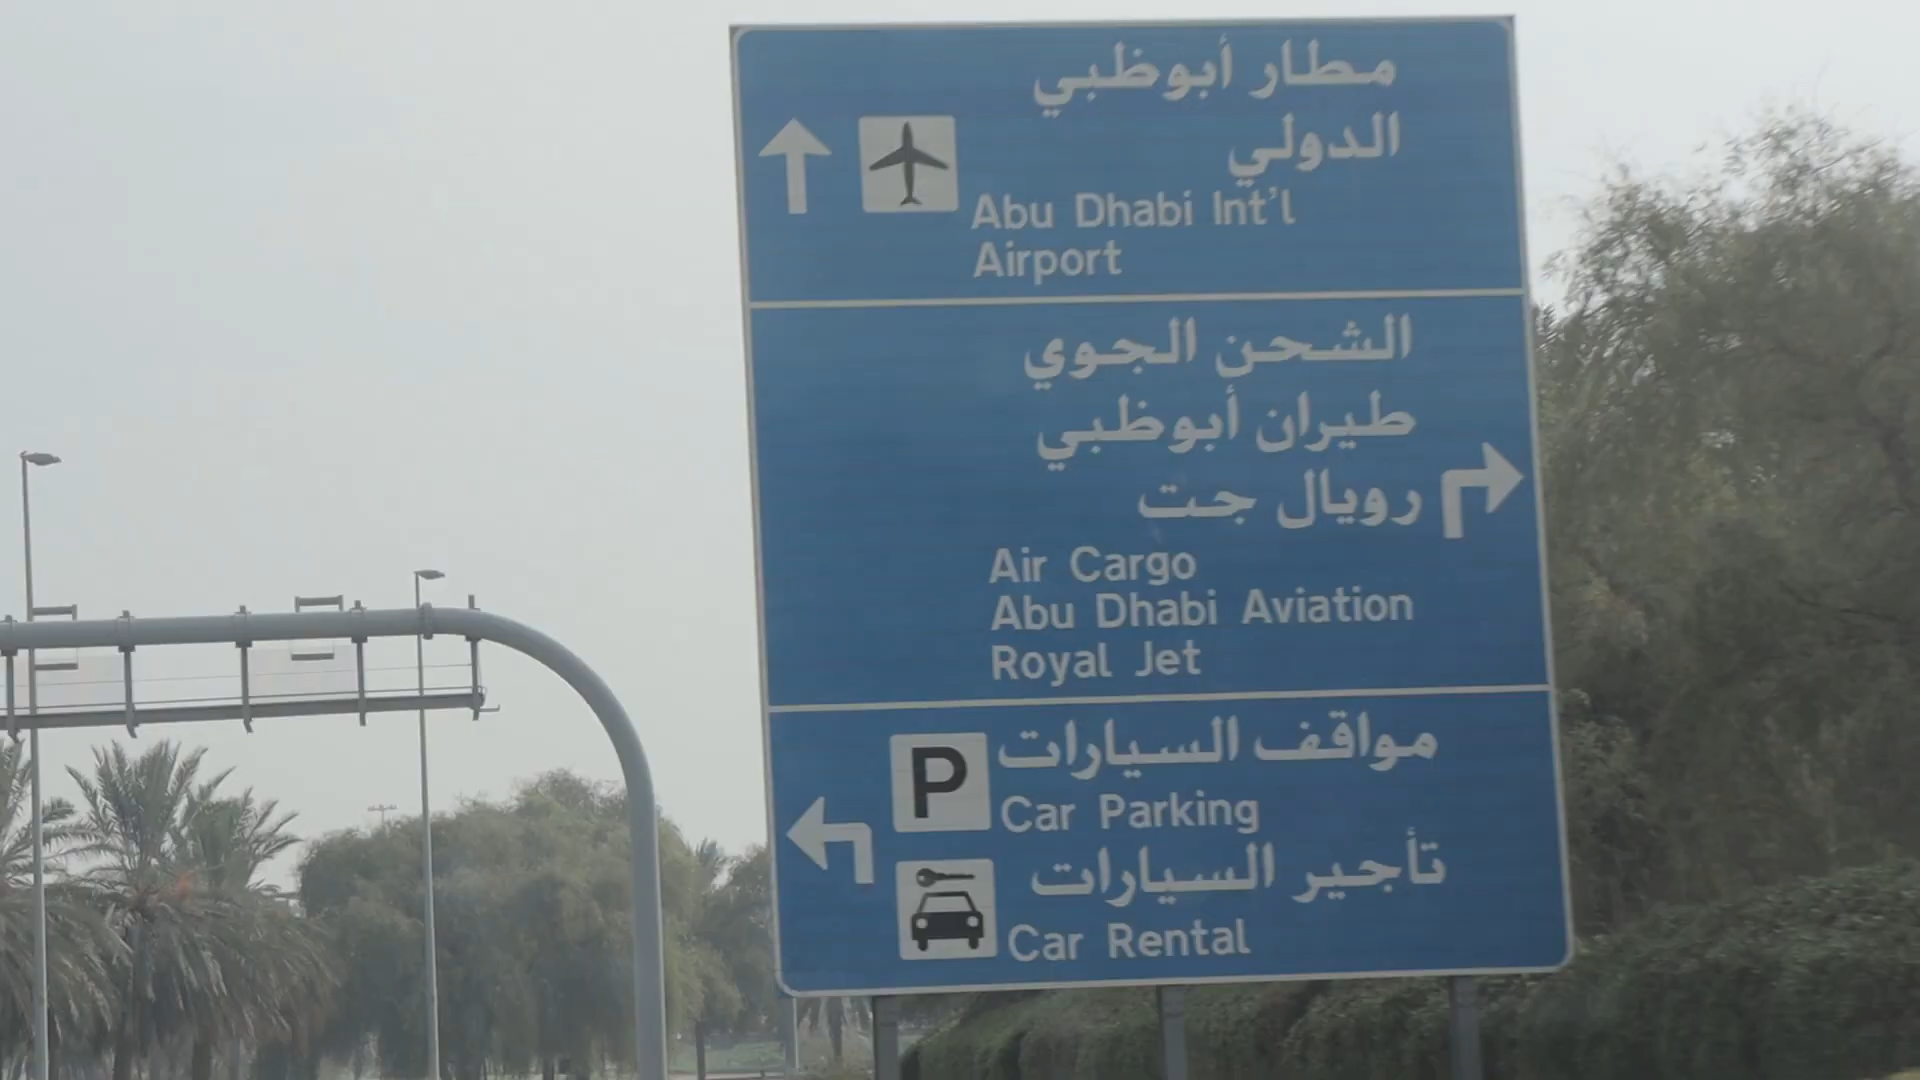 مطار أبوظبي
الدولي
Abu Dhabi Int'l
Airport
الشحن الجوي
طيران أبوظبي
رويال جت
Air Cargo
Abu Dhabi Aviation
Royal Jet
P
مواقف السيارات
Car Parking
تأجير السيارات
Car Rental